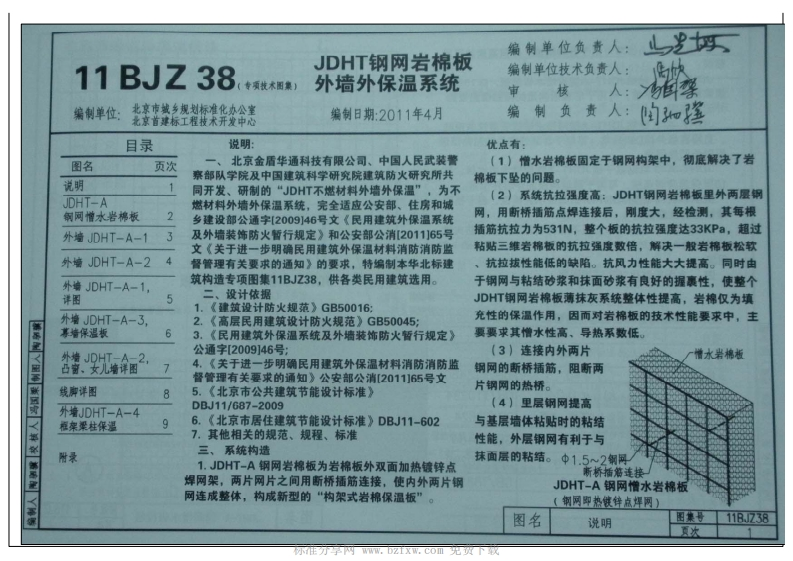 11 BJZ 38(专项技术图集)
JDHT钢网岩棉板
外墙外保温系统
编制单位负责人:
编制单位技术负责人:
审核人:
编制负责人:
编制单位: 北京市城乡规划标准化办公室
北京首建标工程技术开发中心
编制日期:2011年4月
目录
图名 页次
说明 1
JDHT-A
钢网憎水岩棉板 2
外墙 JDHT-A-1 3
外墙 JDHT-A-2 4
外墙 JDHT-A-1,
详图 5
外墙 JDHT-A-3,
幕墙保温板 6
外墙 JDHT-A-2,
凸窗、女儿墙详图 7
线脚详图 8
外墙JDHT-A-4
框架梁柱保温 9
附录
说明:
一、北京金盾华通科技有限公司、中国人民武装警
察部队学院及中国建筑科学研究院建筑防火研究所共
同开发、研制的“JDHT不燃材料外墙外保温”,为不
燃材料外墙外保温系统,完全适应公安部、住房和城
乡建设部公通字[2009]46号文《民用建筑外保温系统
及外墙装饰防火暂行规定》和公安部公消[2011]65号
文《关于进一步明确民用建筑外保温材料消防消防监
督管理有关要求的通知》的要求,特编制本华北标建
筑构造专项图集11BJZ38,供各类民用建筑选用。
二、设计依据
1.《建筑设计防火规范》GB50016;
2.《高层民用建筑设计防火规范》GB50045;
3.《民用建筑外保温系统及外墙装饰防火暂行规定》
公通字[2009]46号;
4.《关于进一步明确民用建筑外保温材料消防消防监
督管理有关要求的通知》公安部公消[2011]65号文
5.《北京市公共建筑节能设计标准》
DBJ11/687-2009
6.《北京市居住建筑节能设计标准》DBJ11-602
7. 其他相关的规范、规程、标准
三、系统构造
1. JDHT-A 钢网岩棉板为岩棉板外双面加热镀锌点
焊网架,两片网片之间用断桥插筋连接,使内外两片钢
网连成整体,构成新型的“构架式岩棉保温板”。
优点有:
(1)憎水岩棉板固定于钢网构架中,彻底解决了岩
棉板下坠的问题。
(2)系统抗拉强度高;JDHT钢网岩棉板里外两层钢
网,用断桥插筋点焊连接后,刚度大,经检测,其每根
插筋抗拉力为531N,整个板的抗拉强度达33KPa,超过
粘贴三维岩棉板的抗拉强度数倍,解决一般岩棉板松软
、抗拉拔性能低的缺陷。抗风力性能大大提高。同时由
于钢网与粘结砂浆和抹面砂浆有良好的握裹性,使整个
JDHT钢网岩棉板薄抹灰系统整体性提高,岩棉仅为填
充性的保温作用,因而对岩棉板的技术性能要求中,主
要要求其憎水性高、导热系数低。
(3)连接内外两片
钢网的断桥插筋,阻断两
片钢网的热桥。
(4)里层钢网提高
与基层墙体粘贴时的粘结
性能,外层钢网有利于与
抹面层的粘结。
憎水岩棉板
Φ1.5~2钢网
断桥插筋连接
JDHT-A 钢网憎水岩棉板
(钢网即热镀锌点焊网)
图名 说明 图集号 11BJZ38
页次 1
编制人 校核人 制图人
标准分享网 www.bzfxw.com 免费下载